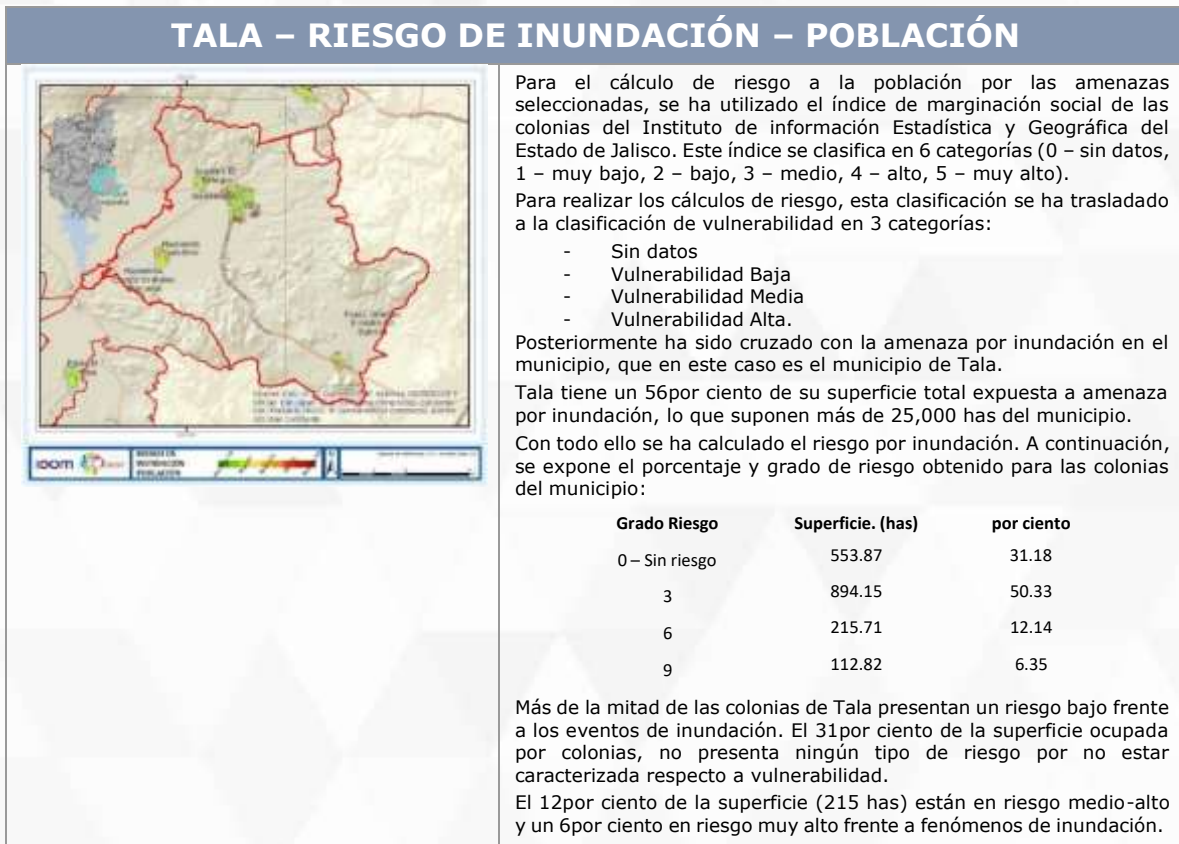 TALA – RIESGO DE INUNDACIÓN – POBLACIÓN
Para el cálculo de riesgo a la población por las amenazas
seleccionadas, se ha utilizado el índice de marginación social de las
colonias del Instituto de información Estadística y Geográfica del
Estado de Jalisco. Este índice se clasifica en 6 categorías (0 – sin datos,
1 – muy bajo, 2 – bajo, 3 – medio, 4 – alto, 5 – muy alto).
Para realizar los cálculos de riesgo, esta clasificación se ha trasladado
a la clasificación de vulnerabilidad en 3 categorías:
- Sin datos
- Vulnerabilidad Baja
- Vulnerabilidad Media
- Vulnerabilidad Alta.
Posteriormente ha sido cruzado con la amenaza por inundación en el
municipio, que en este caso es el municipio de Tala.
Tala tiene un 56por ciento de su superficie total expuesta a amenaza
por inundación, lo que suponen más de 25,000 has del municipio.
Con todo ello se ha calculado el riesgo por inundación. A continuación,
se expone el porcentaje y grado de riesgo obtenido para las colonias
del municipio:
Grado Riesgo Superficie. (has) por ciento
0 – Sin riesgo 553.87 31.18
3 894.15 50.33
6 215.71 12.14
9 112.82 6.35
Más de la mitad de las colonias de Tala presentan un riesgo bajo frente
a los eventos de inundación. El 31por ciento de la superficie ocupada
por colonias, no presenta ningún tipo de riesgo por no estar
caracterizada respecto a vulnerabilidad.
El 12por ciento de la superficie (215 has) están en riesgo medio-alto
y un 6por ciento en riesgo muy alto frente a fenómenos de inundación.
RIESGO DE
INUNDACIÓN
POBLACIÓN